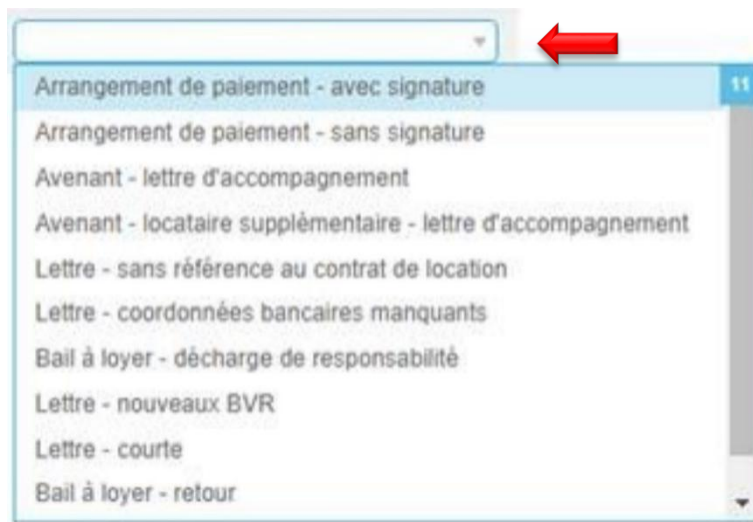 Arrangement de paiement - avec signature
11
Arrangement de paiement - sans signature
Avenant - lettre d'accompagnement
Avenant - locataire supplémentaire - lettre d'accompagnement
Lettre - sans référence au contrat de location
Lettre - coordonnées bancaires manquants
Bail à loyer - décharge de responsabilité
Lettre - nouveaux BVR
Lettre - courte
Bail à loyer - retour